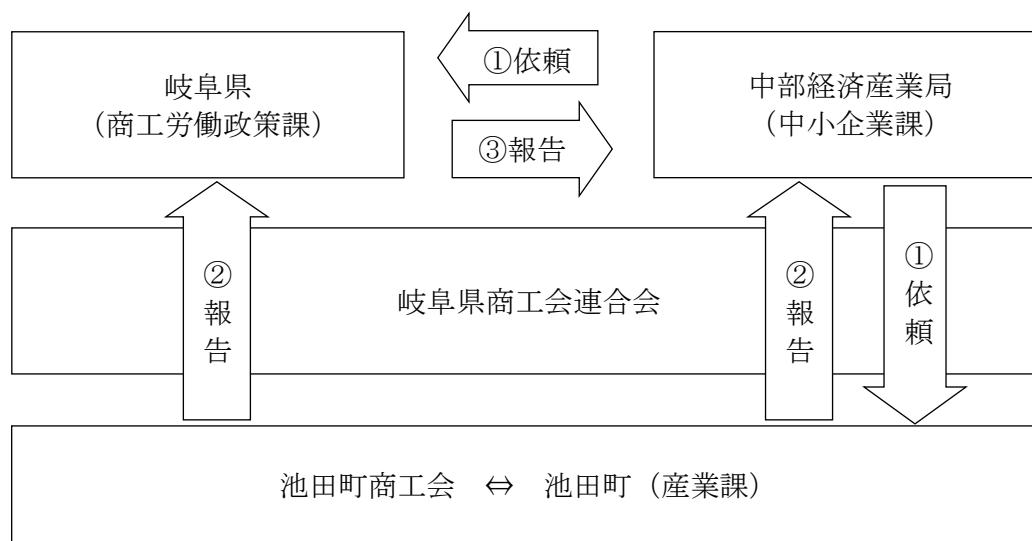 ①依頼
岐阜県
(商工労働政策課)
中部経済産業局
(中小企業課)
③報告
②報告
岐阜県商工会連合会
②報告
①依頼
池田町商工会 ⇔ 池田町(産業課)